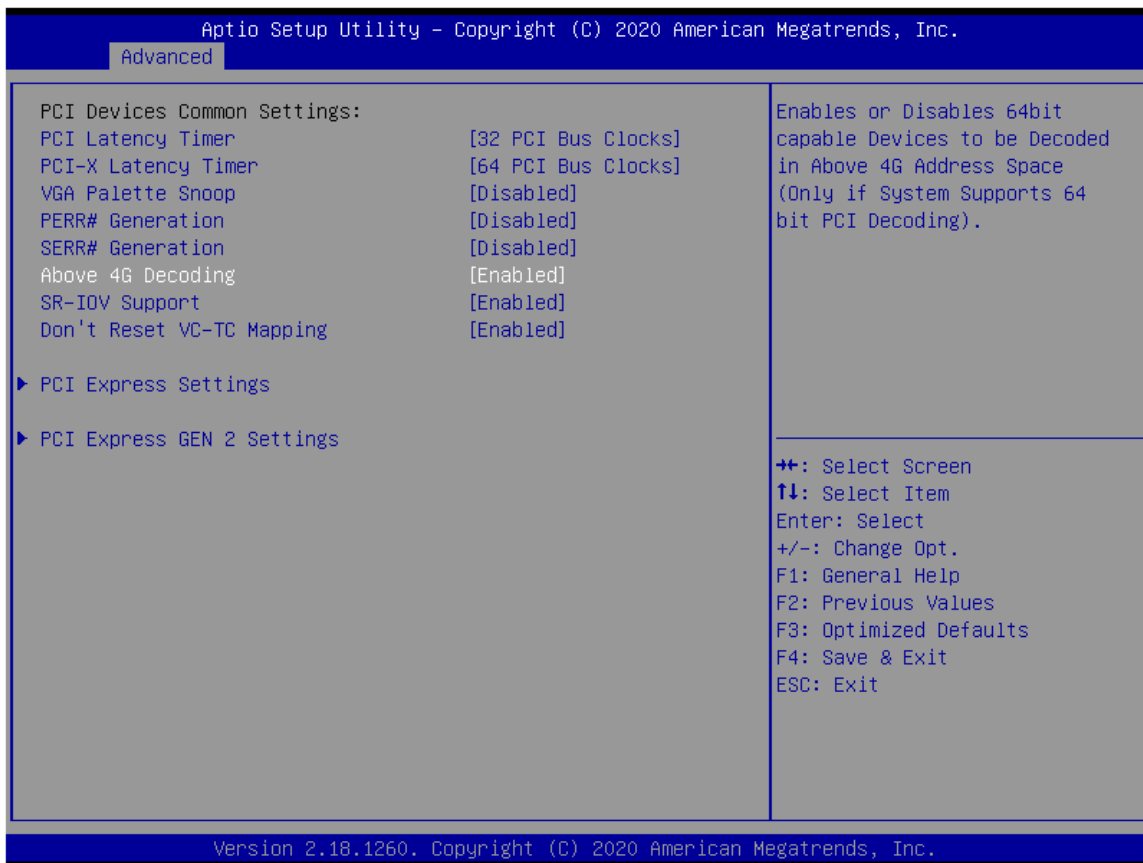 Aptio Setup Utility – Copyright (C) 2020 American Megatrends, Inc.
Advanced
PCI Devices Common Settings:
PCI Latency Timer [32 PCI Bus Clocks]
PCI-X Latency Timer [64 PCI Bus Clocks]
VGA Palette Snoop [Disabled]
PERR# Generation [Disabled]
SERR# Generation [Disabled]
Above 4G Decoding [Enabled]
SR-IOV Support [Enabled]
Don't Reset VC-TC Mapping [Enabled]
PCI Express Settings
PCI Express GEN 2 Settings
Enables or Disables 64bit
capable Devices to be Decoded
in Above 4G Address Space
(Only if System Supports 64
bit PCI Decoding).
→←: Select Screen
↑↓: Select Item
Enter: Select
+/-: Change Opt.
F1: General Help
F2: Previous Values
F3: Optimized Defaults
F4: Save & Exit
ESC: Exit
Version 2.18.1260. Copyright (C) 2020 American Megatrends, Inc.